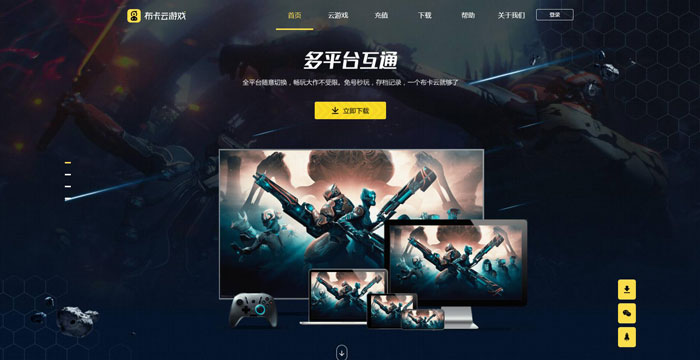 布卡云游戏
首页 云游戏 充值 下载 帮助 关于我们 登录
多平台互通
全平台随意切换，畅玩大作不受限。免号秒玩，存档记录，一个布卡云就够了
立即下载